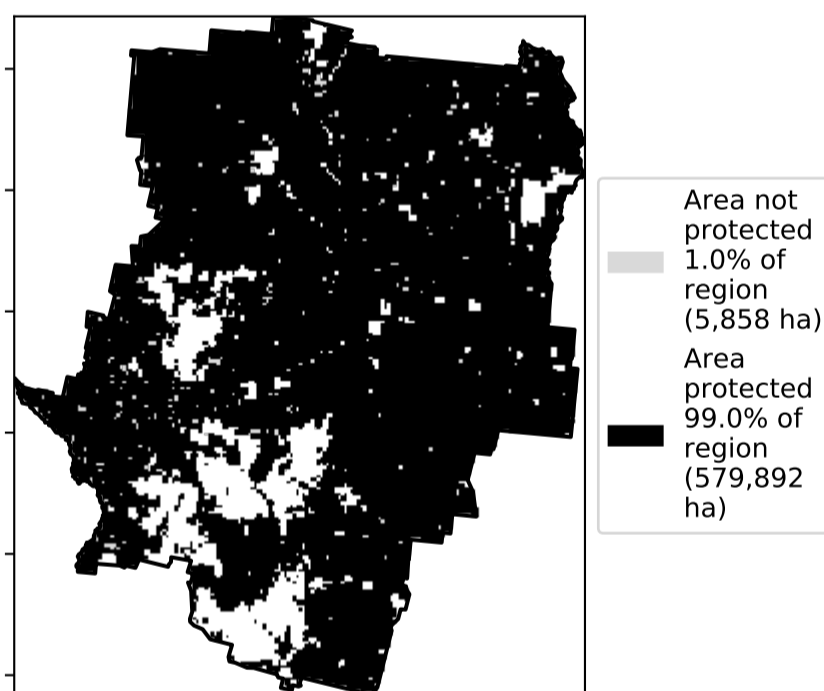 Area not
protected
1.0% of
region
(5,858 ha)
Area
protected
99.0% of
region
(579,892
ha)